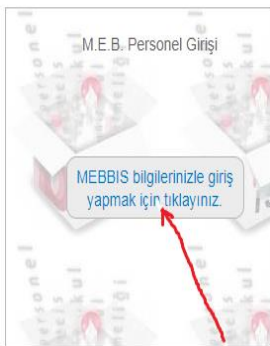 M.E.B. Personel Girişi
MEBBIS bilgilerinizle giriş
yapmak için tıklayınız.